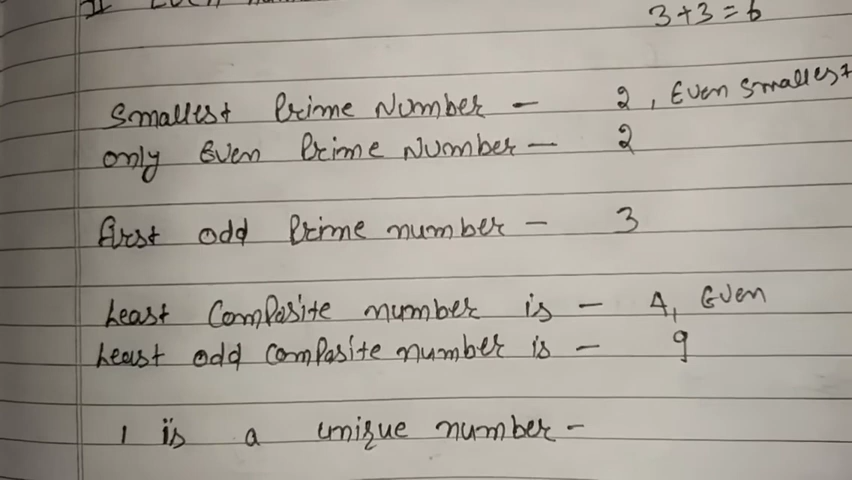 3+3=6
Smallest Prime Number - 2, Even smallest
only Even Prime Number - 2
first odd Prime number - 3
Least Composite number is - 4, Even
Least odd composite number is - 9
1 is a unique number -